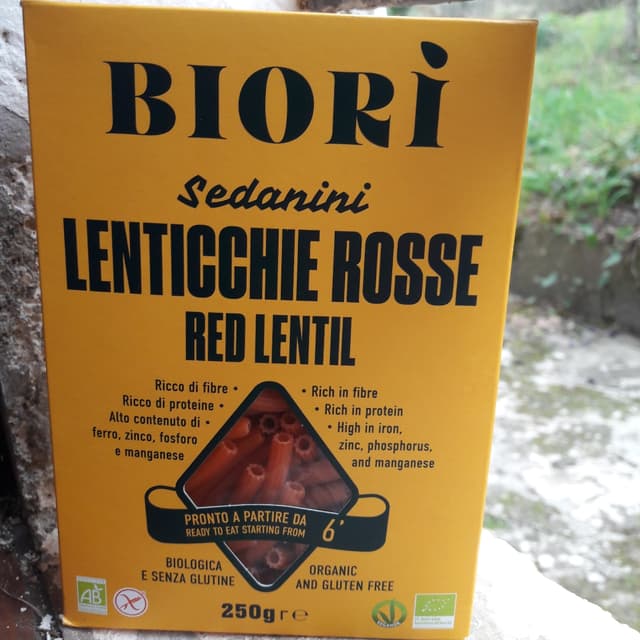 BIORÌ
Sedanini
LENTICCHIE ROSSE
RED LENTIL
Ricco di fibre •
Ricco di proteine •
Alto contenuto di •
ferro, zinco, fosforo
e manganese
• Rich in fibre
• Rich in protein
• High in iron,
zinc, phosphorus,
and manganese
PRONTO A PARTIRE DA
READY TO EAT STARTING FROM
6'
BIOLOGICA
E SENZA GLUTINE
ORGANIC
AND GLUTEN FREE
250g r e
AB